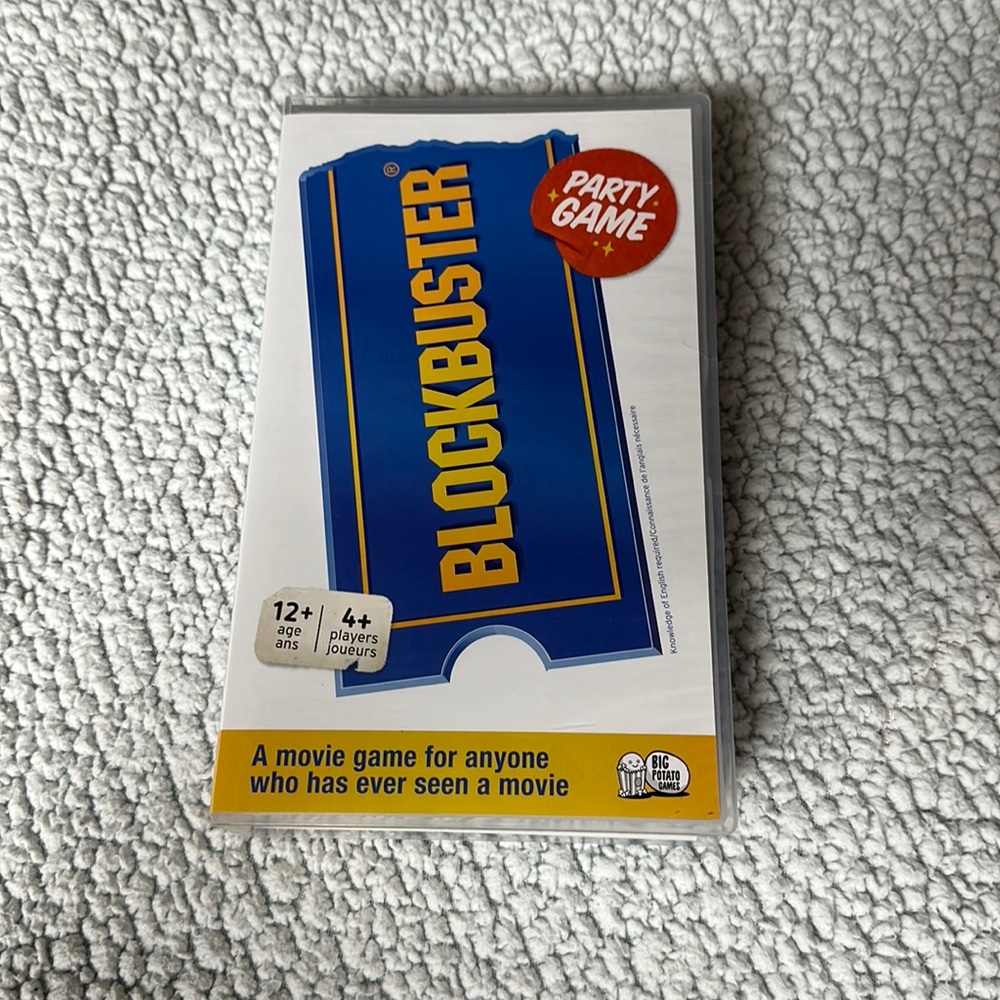 BLOCKBUSTER®
PARTY
GAME
Knowledge of English required/Connaissance de l'anglais nécessaire
12+
age
ans
4+
players
joueurs
A movie game for anyone
who has ever seen a movie
BIG
POTATO
GAMES